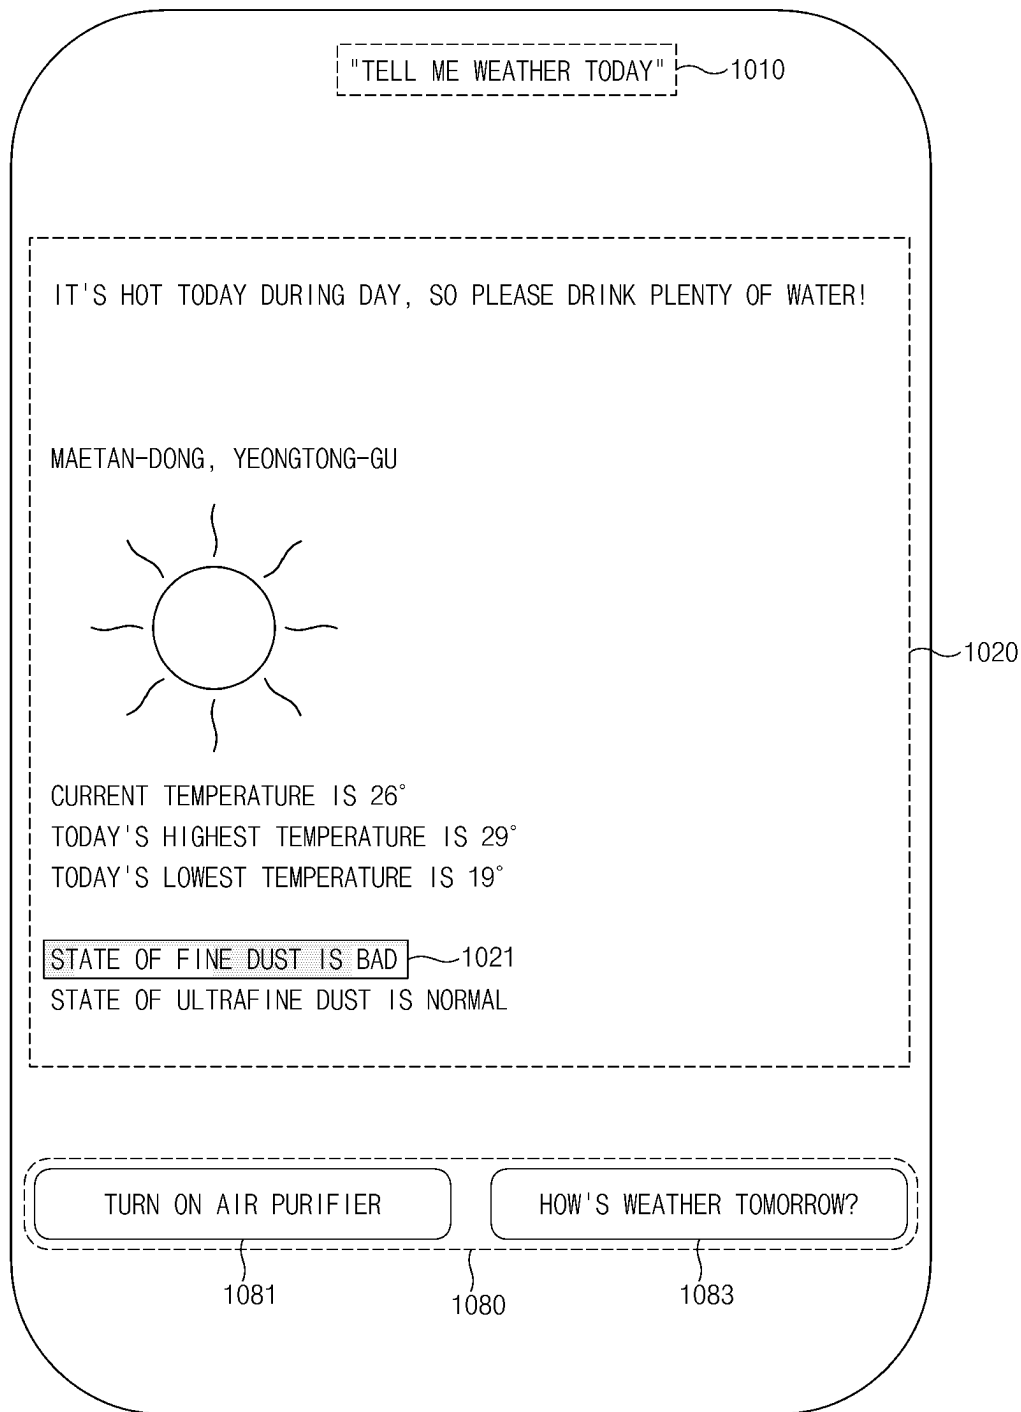 "TELL ME WEATHER TODAY" 1010
IT'S HOT TODAY DURING DAY, SO PLEASE DRINK PLENTY OF WATER!
MAETAN-DONG, YEONGTONG-GU
1020
CURRENT TEMPERATURE IS 26°
TODAY'S HIGHEST TEMPERATURE IS 29°
TODAY'S LOWEST TEMPERATURE IS 19°
STATE OF FINE DUST IS BAD 1021
STATE OF ULTRAFINE DUST IS NORMAL
TURN ON AIR PURIFIER HOW'S WEATHER TOMORROW?
1081 1080 1083